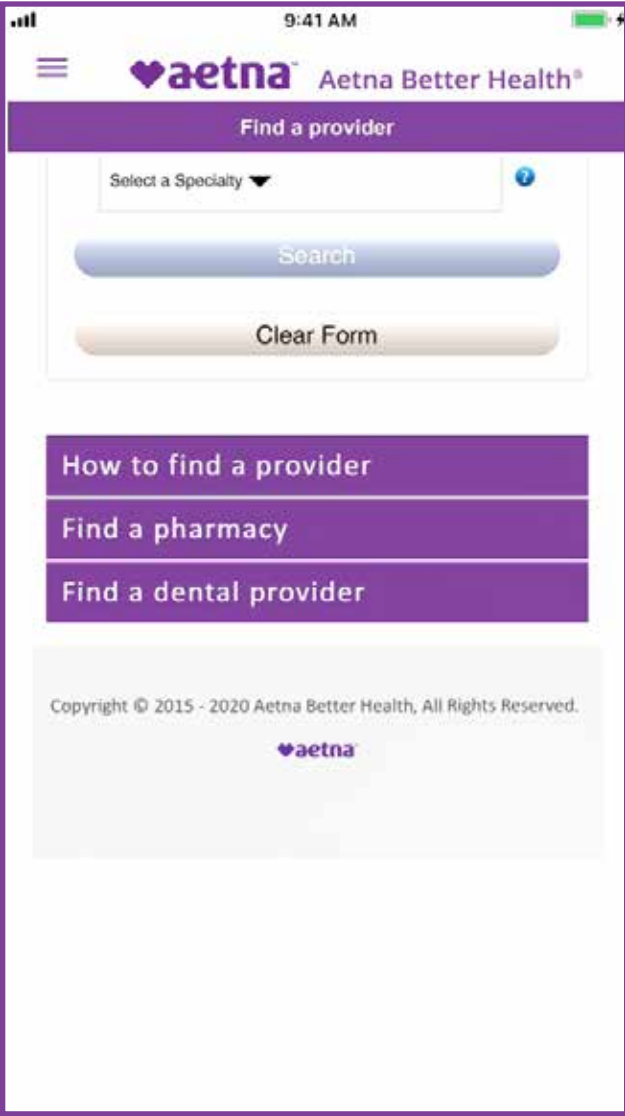 9:41 AM
aetna™ Aetna Better Health®
Find a provider
Select a Specialty
?
Search
Clear Form
How to find a provider
Find a pharmacy
Find a dental provider
Copyright © 2015 - 2020 Aetna Better Health, All Rights Reserved.
aetna